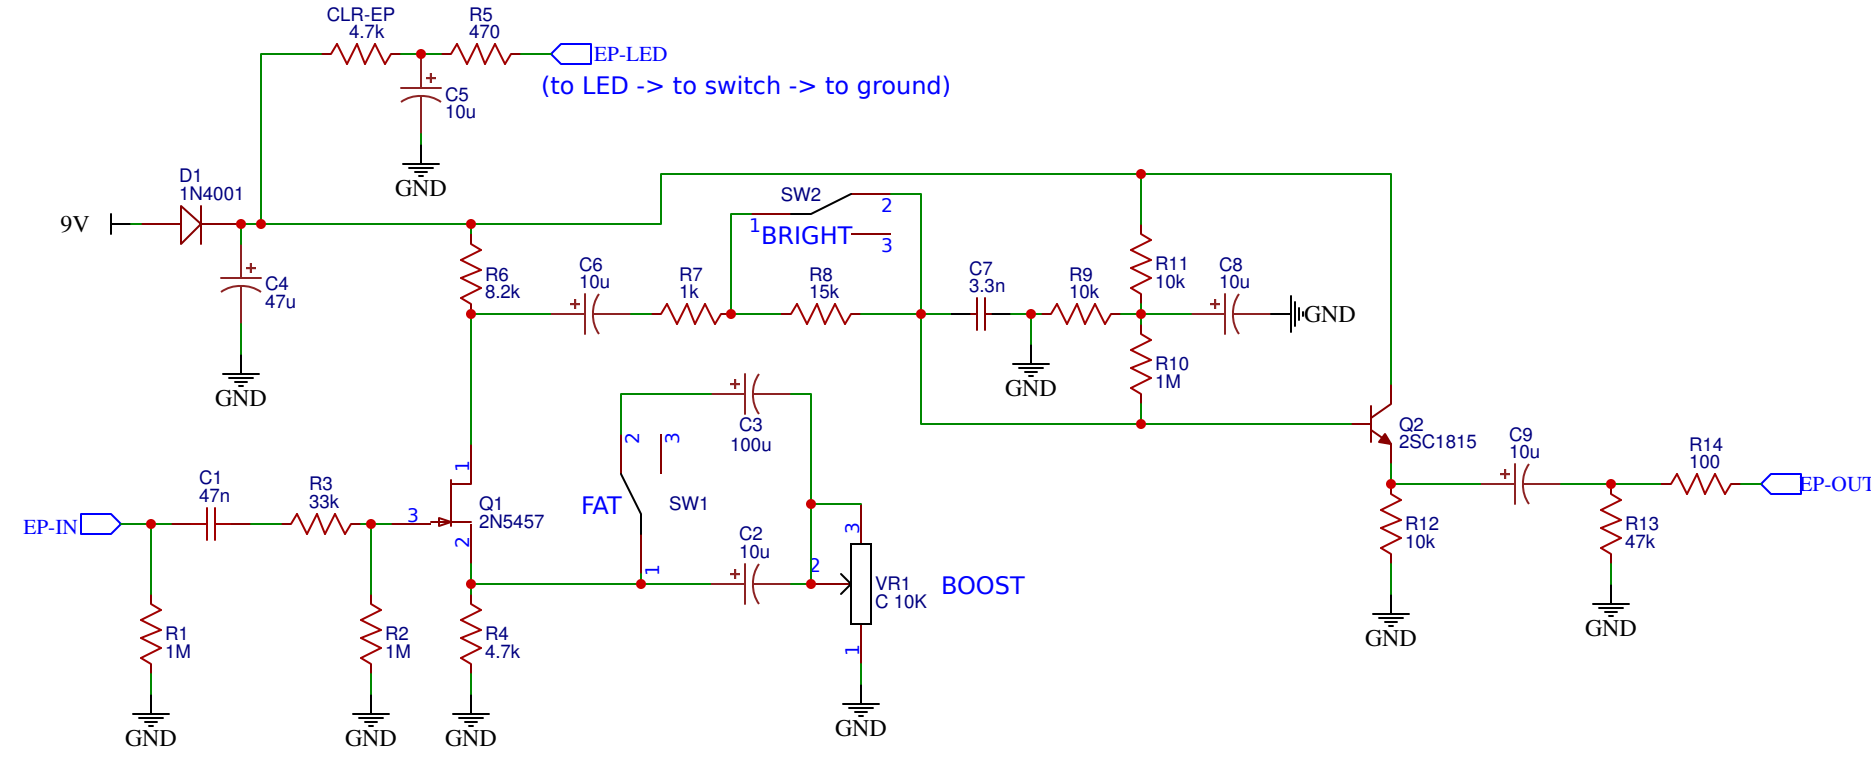 CLR-EP
4.7k
R5
470
EP-LED
(to LED -> to switch -> to ground)
C5
10u
GND
D1
1N4001
9V
C4
47u
GND
SW2
1
2
BRIGHT
3
R6
8.2k
C6
10u
R7
1k
R8
15k
C7
3.3n
R9
10k
R11
10k
C8
10u
GND
GND
R10
1M
C3
100u
2
3
FAT
SW1
1
C2
10u
2
3
VR1
C 10K
BOOST
1
GND
Q2
2SC1815
C9
10u
R14
100
EP-OUT
R12
10k
R13
47k
GND
GND
EP-IN
C1
47n
R3
33k
3
1
Q1
2N5457
2
R1
1M
R2
1M
R4
4.7k
GND
GND
GND